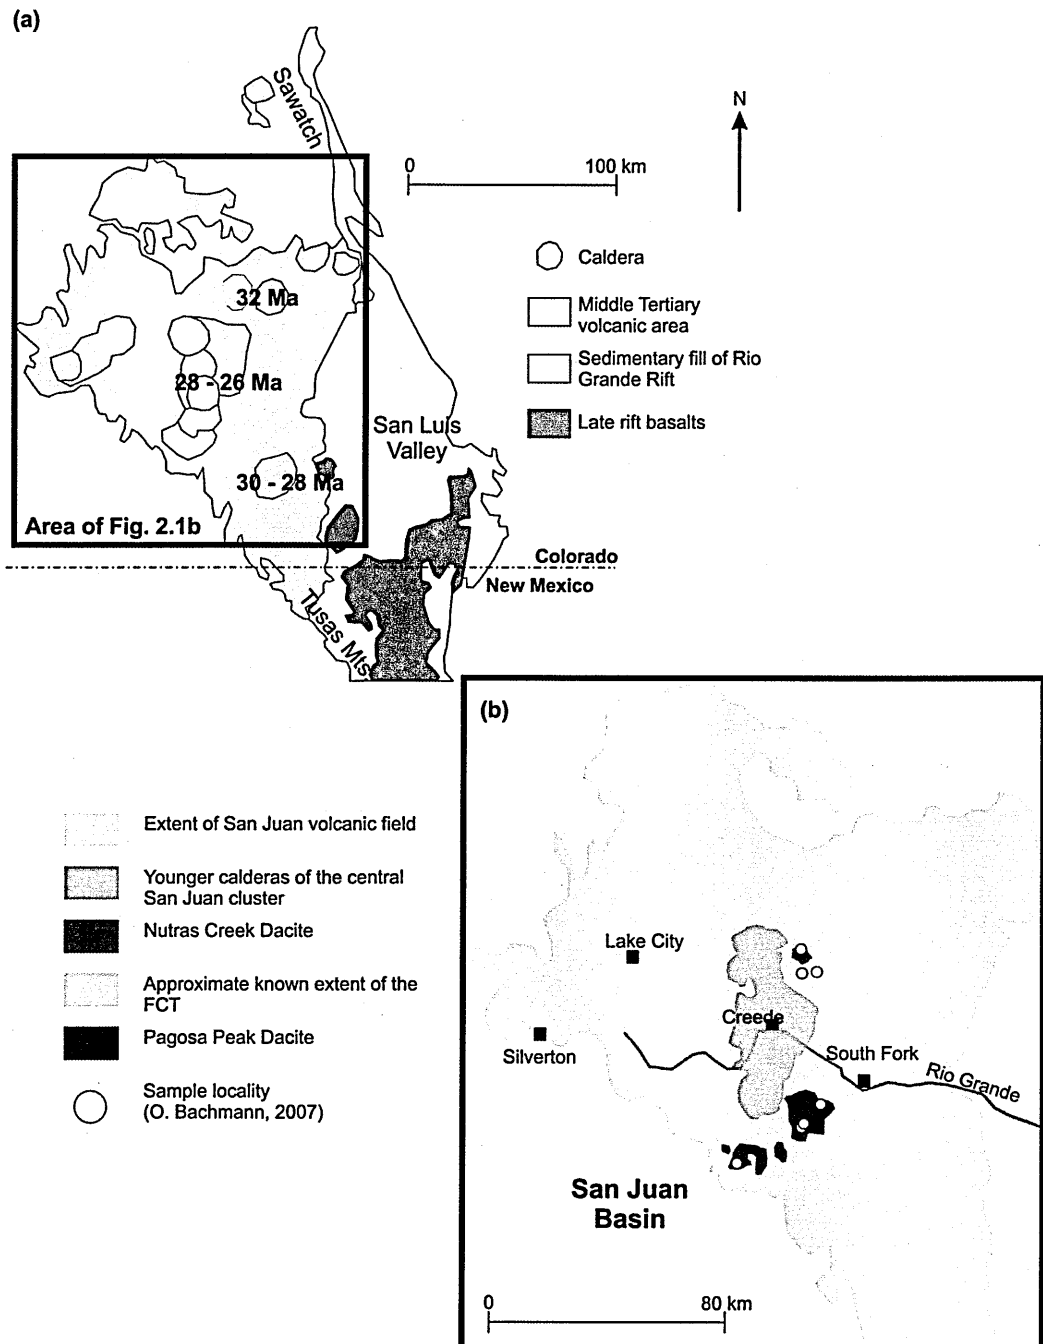 (a)
Sawatch
N
0 100 km
Caldera
Middle Tertiary
volcanic area
Sedimentary fill of Rio
Grande Rift
Late rift basalts
32 Ma
28 - 26 Ma
San Luis
Valley
30 - 28 Ma
Area of Fig. 2.1b
Colorado
New Mexico
Tusas Mts
(b)
Extent of San Juan volcanic field
Younger calderas of the central
San Juan cluster
Nutras Creek Dacite
Approximate known extent of the
FCT
Pagosa Peak Dacite
Sample locality
(O. Bachmann, 2007)
Lake City
Creede
Silverton
South Fork
Rio Grande
San Juan
Basin
0 80 km